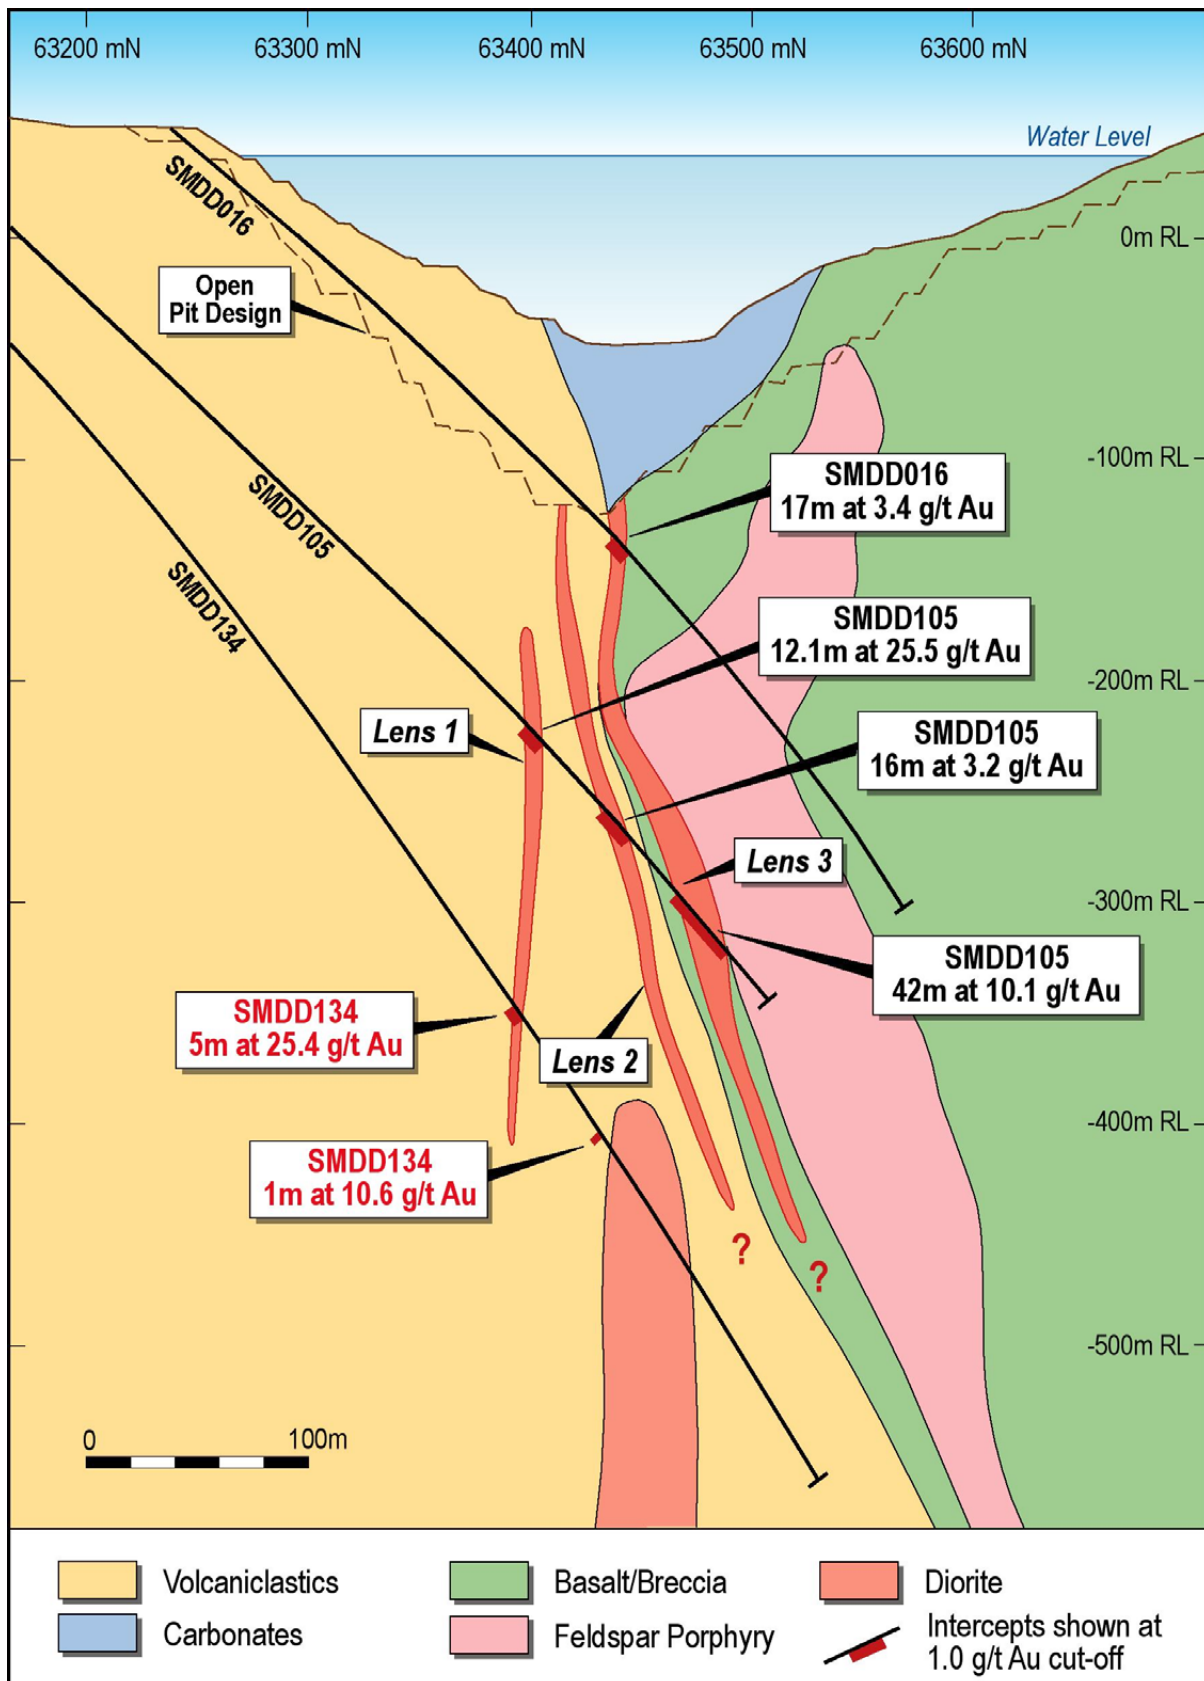 63200 mN
63300 mN
63400 mN
63500 mN
63600 mN
Water Level
SMDD016
0m RL
Open
Pit Design
-100m RL
SMDD016
17m at 3.4 g/t Au
SMDD105
SMDD134
SMDD105
12.1m at 25.5 g/t Au
-200m RL
Lens 1
SMDD105
16m at 3.2 g/t Au
Lens 3
-300m RL
SMDD105
42m at 10.1 g/t Au
SMDD134
5m at 25.4 g/t Au
Lens 2
-400m RL
SMDD134
1m at 10.6 g/t Au
?
?
-500m RL
0
100m
Volcaniclastics
Basalt/Breccia
Diorite
Carbonates
Feldspar Porphyry
Intercepts shown at
1.0 g/t Au cut-off